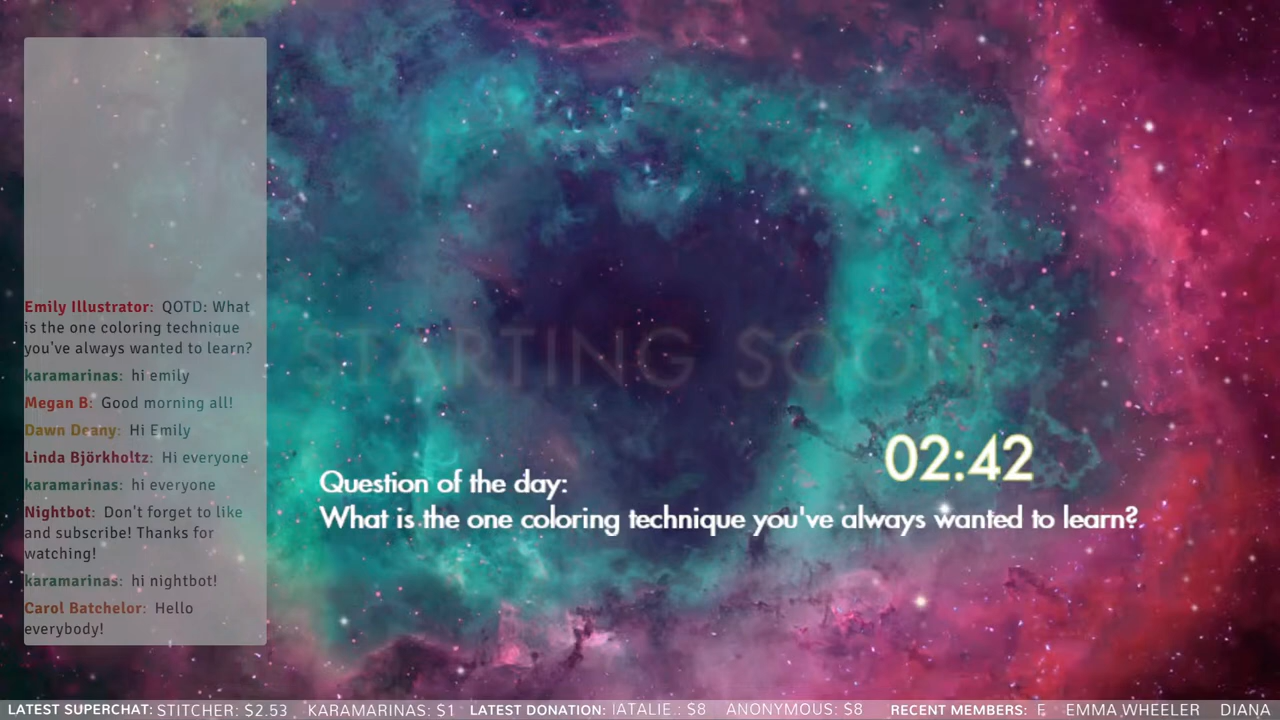 Emily Illustrator: QOTD: What
is the one coloring technique
you've always wanted to learn?
karamarinas: hi emily
Megan B: Good morning all!
Dawn Deany: Hi Emily
Linda Björkholtz: Hi everyone
karamarinas: hi everyone
Nightbot: Don't forget to like
and subscribe! Thanks for
watching!
karamarinas: hi nightbot!
Carol Batchelor: Hello
everybody!
STARTING SOON
02:42
Question of the day:
What is the one coloring technique you've always wanted to learn?
LATEST SUPERCHAT: STITCHER: $2.53 KARAMARINAS: $1 LATEST DONATION: $8 ANONYMOUS: $8 RECENT MEMBERS: EMMA WHEELER DIANA